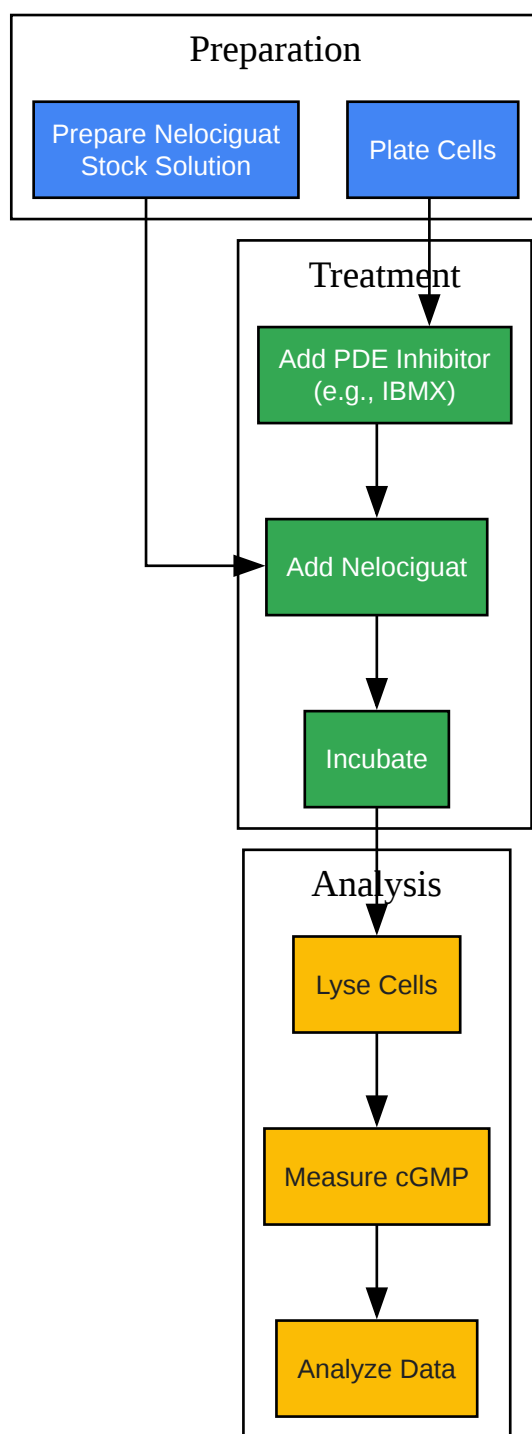 Preparation
Prepare Nelociguat
Stock Solution
Plate Cells
Treatment
Add PDE Inhibitor
(e.g., IBMX)
Add Nelociguat
Incubate
Analysis
Lyse Cells
Measure cGMP
Analyze Data